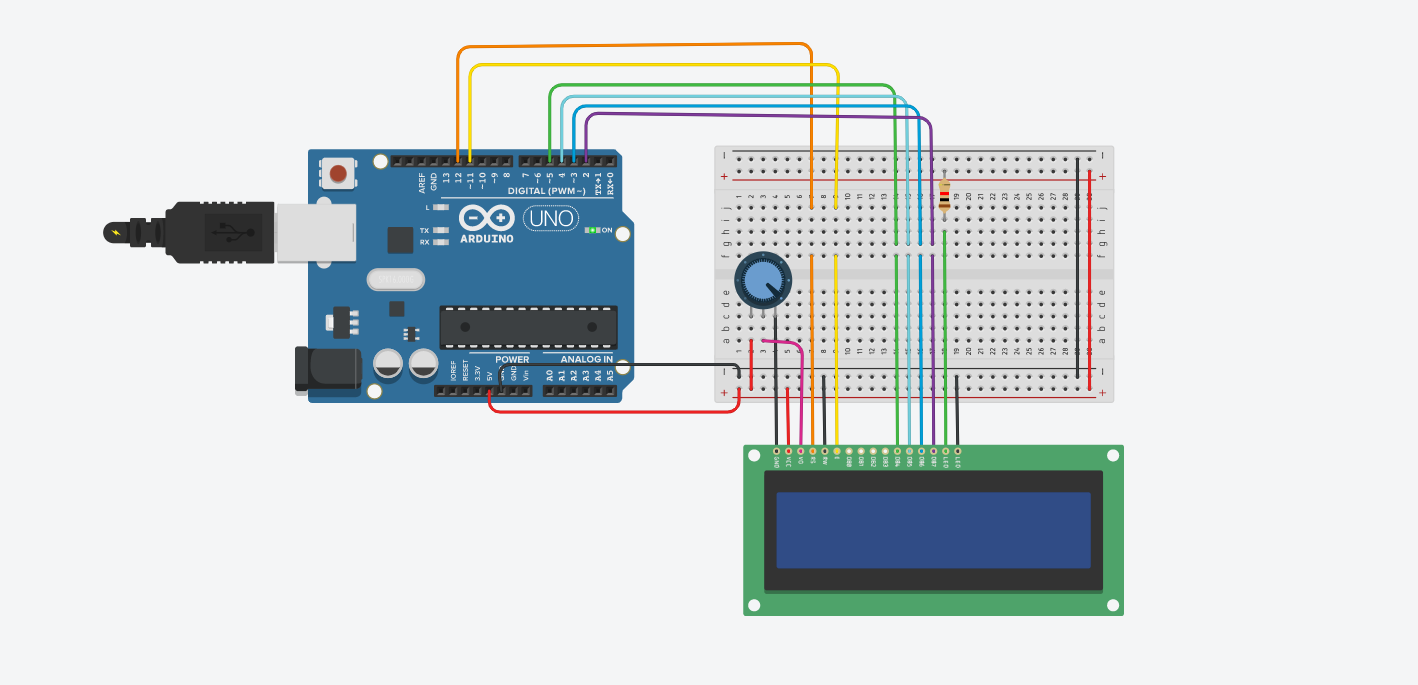 AREF
GND
13
12
~11
~10
~9
8
7
~6
~5
4
~3
2
TX→1
RX←0
DIGITAL (PWM~)
L
TX
RX
ARDUINO
UNO
ON
POWER
ANALOG IN
IOREF
RESET
3.3V
5V
GND
Vin
A0
A1
A2
A3
A4
A5
j
i
h
g
f
e
d
c
b
a
GND
VCC
V0
RS
RW
E
DB0
DB1
DB2
DB3
DB4
DB5
DB6
DB7
LED
LED